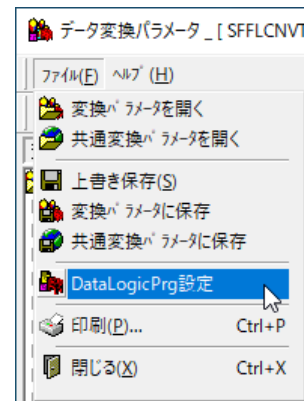 データ変換パラメータ _ [ SFFLCNVT
ファイル(F) ヘルプ(H)
変換パラメータを開く
共通変換パラメータを開く
上書き保存(S)
変換パラメータに保存
共通変換パラメータに保存
DataLogicPrg設定
印刷(P)... Ctrl+P
閉じる(X) Ctrl+X